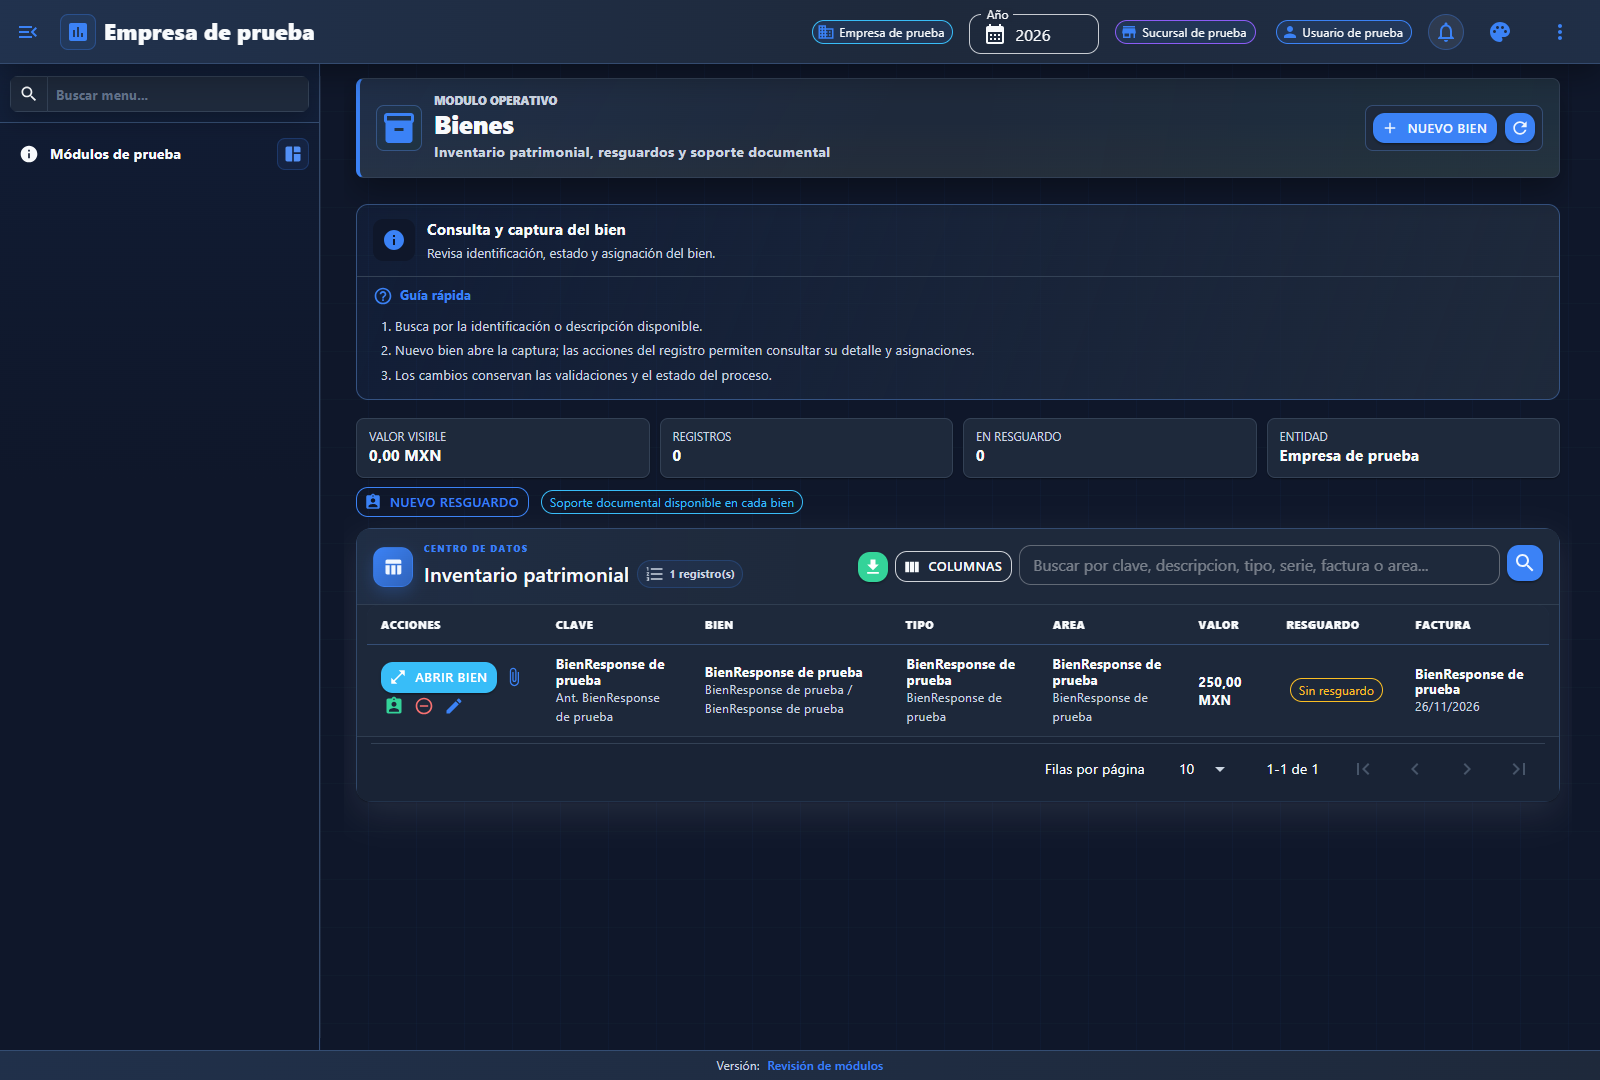 Empresa de prueba
Empresa de prueba
Año
2026
Sucursal de prueba
Usuario de prueba
Buscar menu...
Módulos de prueba
MODULO OPERATIVO
Bienes
Inventario patrimonial, resguardos y soporte documental
NUEVO BIEN
Consulta y captura del bien
Revisa identificación, estado y asignación del bien.
Guía rápida
1. Busca por la identificación o descripción disponible.
2. Nuevo bien abre la captura; las acciones del registro permiten consultar su detalle y asignaciones.
3. Los cambios conservan las validaciones y el estado del proceso.
VALOR VISIBLE
0,00 MXN
REGISTROS
0
EN RESGUARDO
0
ENTIDAD
Empresa de prueba
NUEVO RESGUARDO
Soporte documental disponible en cada bien
CENTRO DE DATOS
Inventario patrimonial
1 registro(s)
COLUMNAS
Buscar por clave, descripcion, tipo, serie, factura o area...
ACCIONES CLAVE BIEN TIPO AREA VALOR RESGUARDO FACTURA
ABRIR BIEN
BienResponse de
prueba
Ant. BienResponse
de prueba
BienResponse de prueba
BienResponse de prueba /
BienResponse de prueba
BienResponse de
prueba
BienResponse de
prueba
BienResponse de
prueba
BienResponse de
prueba
250,00
MXN
Sin resguardo
BienResponse de
prueba
26/11/2026
Filas por página
10
1-1 de 1
Versión: Revisión de módulos